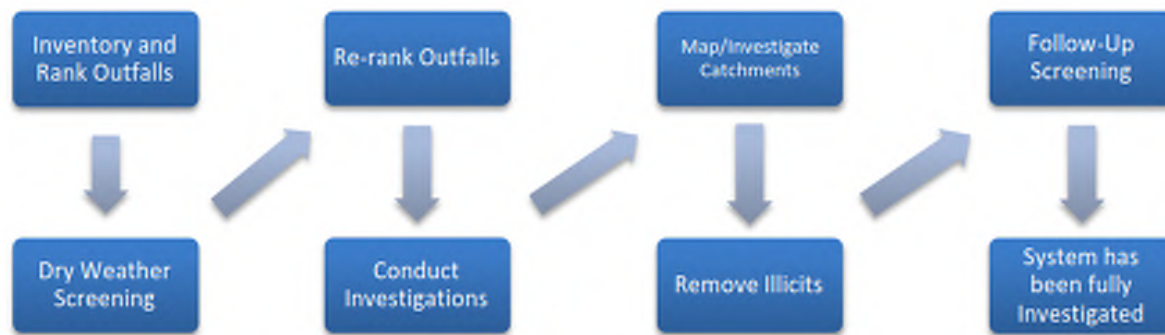 Inventory and
Rank Outfalls
Dry Weather
Screening
Re-rank Outfalls
Conduct
Investigations
Map/Investigate
Catchments
Remove Illicits
Follow-Up
Screening
System has
been fully
Investigated